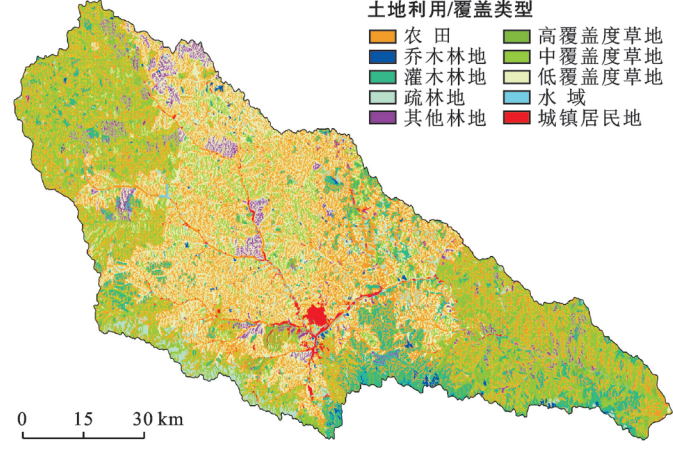 土地利用/覆盖类型
农 田 高覆盖度草地
乔木林地 中覆盖度草地
灌木林地 低覆盖度草地
疏林地 水 域
其他林地 城镇居民地
0 15 30 km